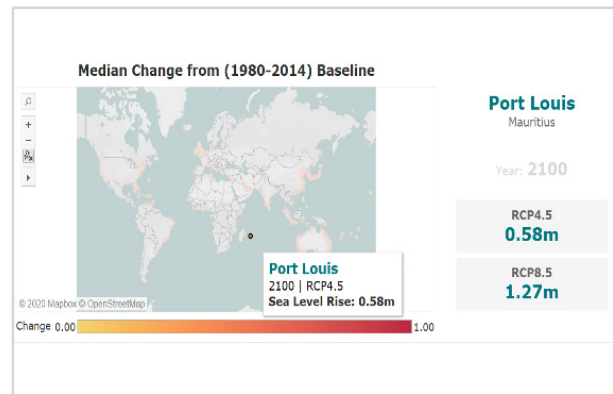 Median Change from (1980-2014) Baseline
+
−
Port Louis
2100 | RCP4.5
Sea Level Rise: 0.58m
© 2020 Mapbox © OpenStreetMap
Change 0.00
1.00
Port Louis
Mauritius
Year: 2100
RCP4.5
0.58m
RCP8.5
1.27m